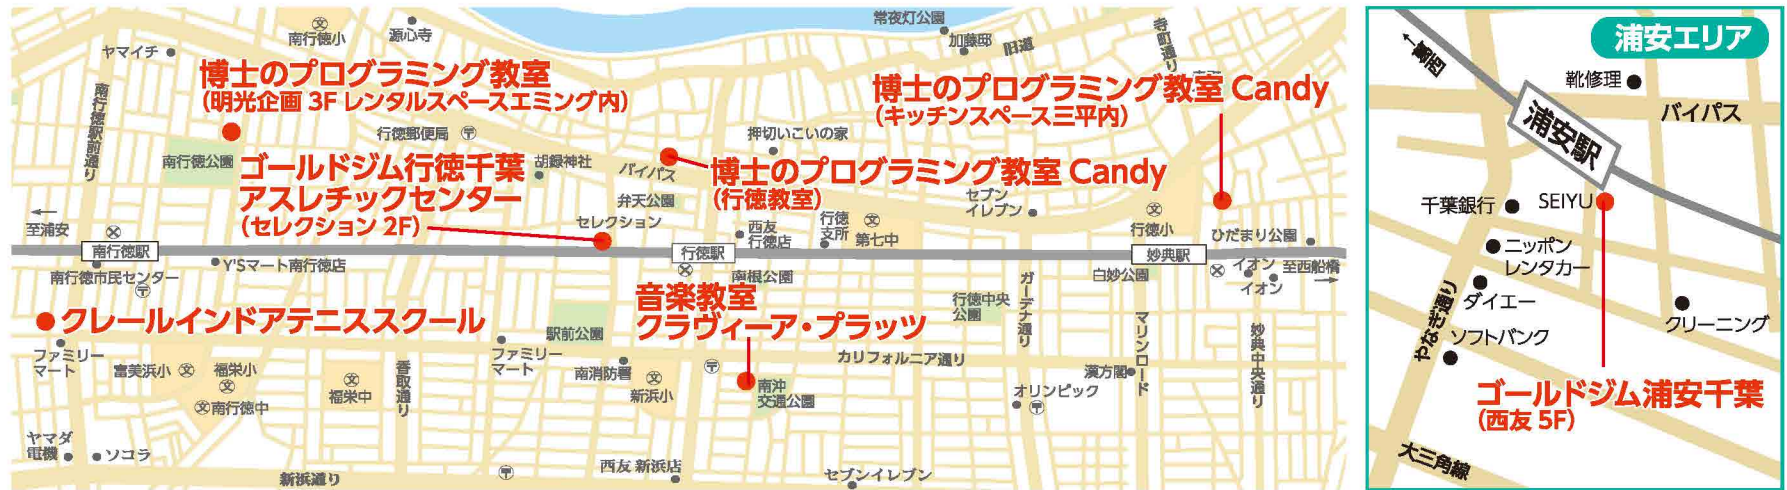 南行徳小
源心寺
常夜灯公園
加藤邸
旧道
寺町通り
ヤマイチ
博士のプログラミング教室
(明光企画 3F レンタルスペースエミング内)
博士のプログラミング教室 Candy
(キッチンスペース三平内)
南行徳駅前通り
行徳郵便局
押切いこいの家
南行徳公園
ゴールドジム行徳千葉
アスレチックセンター
(セレクション 2F)
胡録神社
バイパス
博士のプログラミング教室 Candy
(行徳教室)
弁天公園
セレクション
西友
行徳店
行徳
支所
第七中
セブン
イレブン
行徳小
ひだまり公園
至浦安
南行徳駅
行徳駅
妙典駅
南行徳市民センター
Y'Sマート南行徳店
南根公園
白妙公園
イオン
イオン
至西船橋
クレールインドアテニススクール
音楽教室
クラヴィーア・プラッツ
行徳中央
公園
ガーデナ通り
マリンロード
妙典中央通り
駅前公園
ファミリー
マート
ファミリー
マート
カリフォルニア通り
富美浜小
福栄小
福栄中
香取通り
南消防署
新浜小
南沖
交通公園
漢方閣
オリンピック
南行徳中
ヤマダ
電機
ソコラ
新浜通り
西友 新浜店
セブンイレブン
浦安エリア
葛西
靴修理
バイパス
浦安駅
千葉銀行
SEIYU
ニッポン
レンタカー
ダイエー
やなぎ通り
ソフトバンク
クリーニング
ゴールドジム浦安千葉
(西友 5F)
大三角線